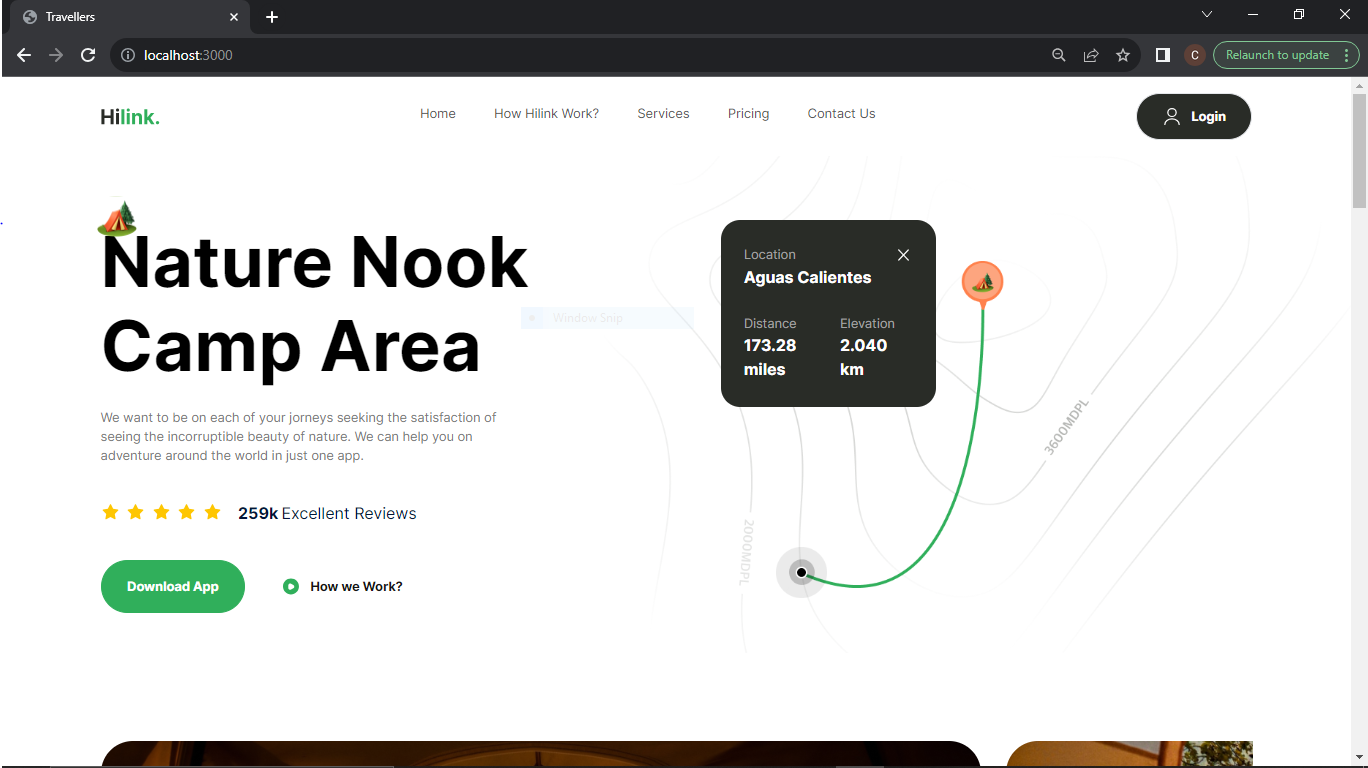 Travellers
localhost:3000
C
Relaunch to update
Hilink.
Home
How Hilink Work?
Services
Pricing
Contact Us
Login
Nature Nook
Camp Area
Window Snip
We want to be on each of your jorneys seeking the satisfaction of
seeing the incorruptible beauty of nature. We can help you on
adventure around the world in just one app.
259k Excellent Reviews
Download App
How we Work?
Location
Aguas Calientes
Distance
Elevation
173.28
miles
2.040
km
3600MDPL
2000MDPL